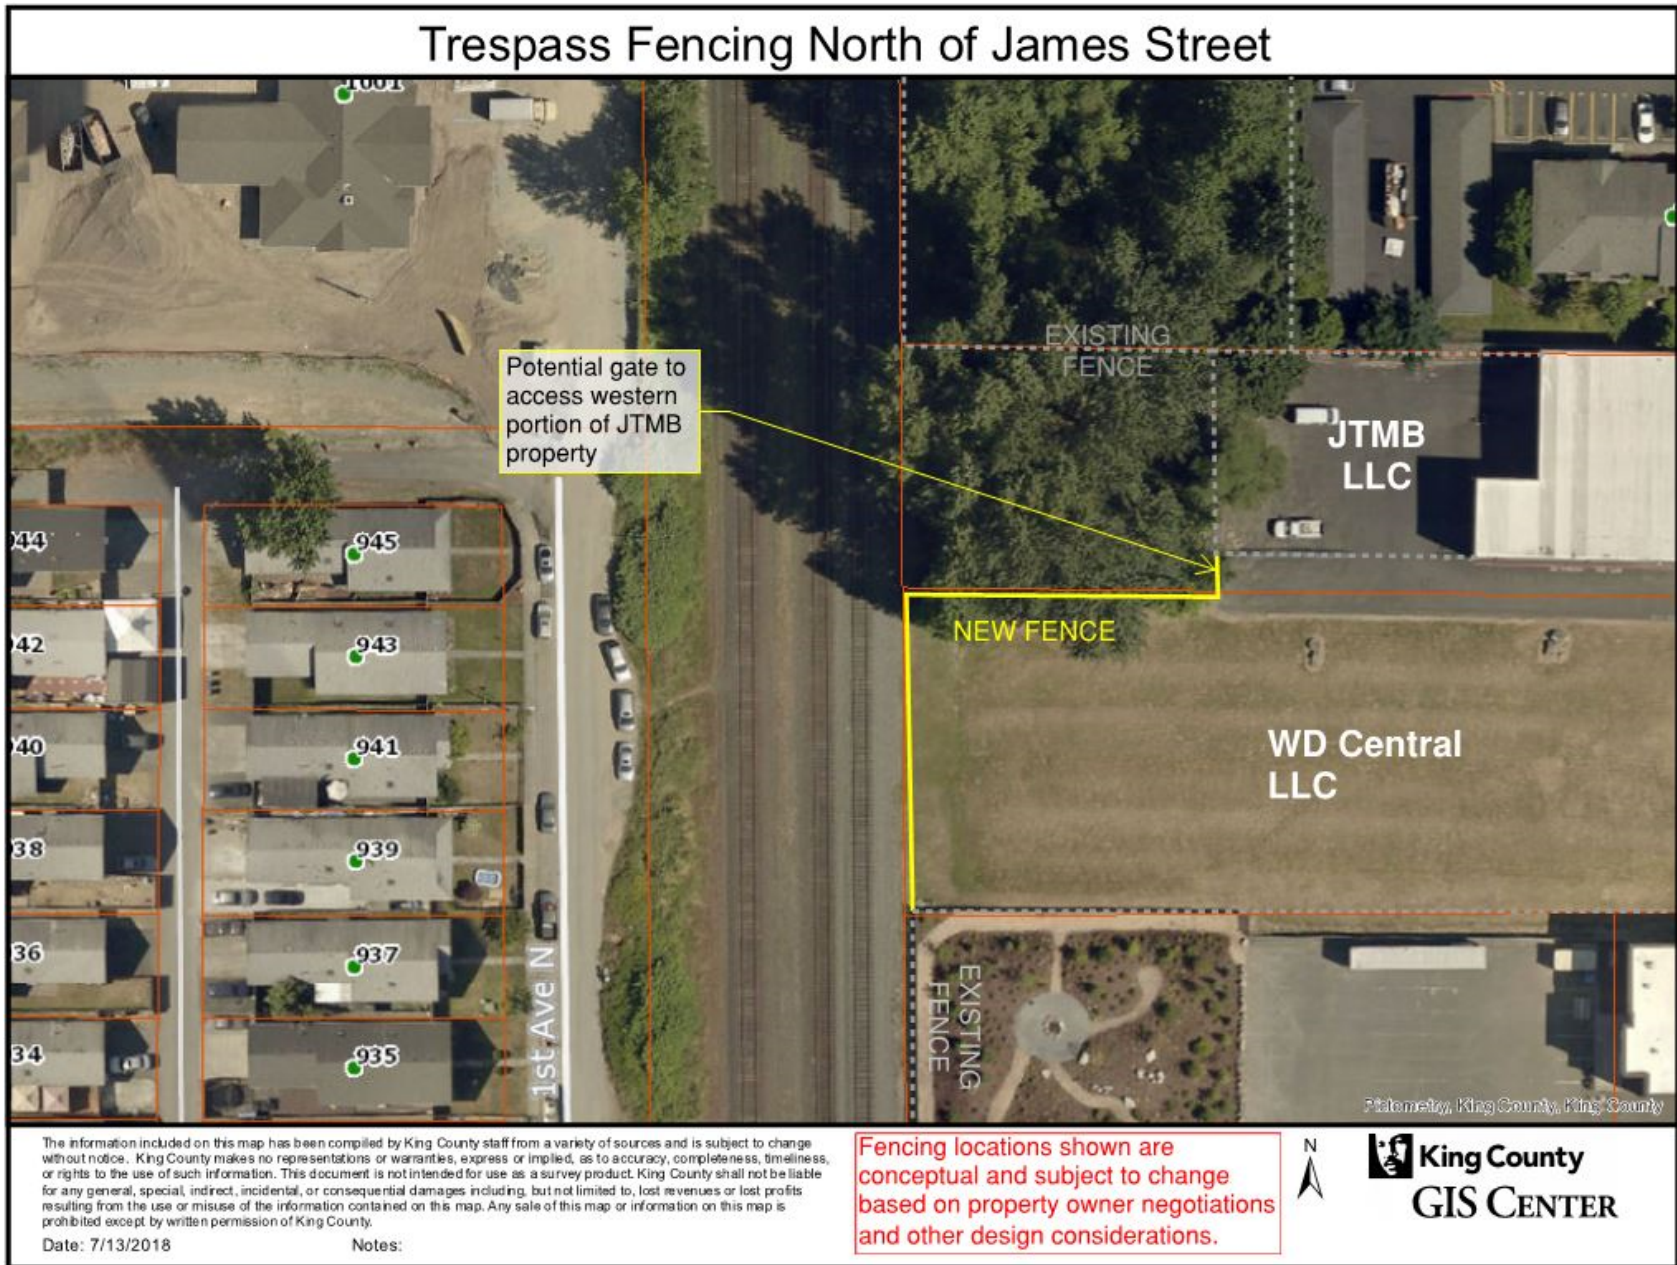 Trespass Fencing North of James Street
1001
EXISTING
FENCE
Potential gate to
access western
portion of JTMB
property
JTMB
LLC
944
945
NEW FENCE
942
943
WD Central
LLC
940
941
938
939
936
937
934
935
1st Ave N
EXISTING
FENCE
Pictometry, King County, King County
The information included on this map has been compiled by King County staff from a variety of sources and is subject to change
without notice. King County makes no representations or warranties, express or implied, as to accuracy, completeness, timeliness,
or rights to the use of such information. This document is not intended for use as a survey product. King County shall not be liable
for any general, special, indirect, incidental, or consequential damages including, but not limited to, lost revenues or lost profits
resulting from the use or misuse of the information contained on this map. Any sale of this map or information on this map is
prohibited except by written permission of King County.
Date: 7/13/2018 Notes:
Fencing locations shown are
conceptual and subject to change
based on property owner negotiations
and other design considerations.
N
King County
GIS CENTER